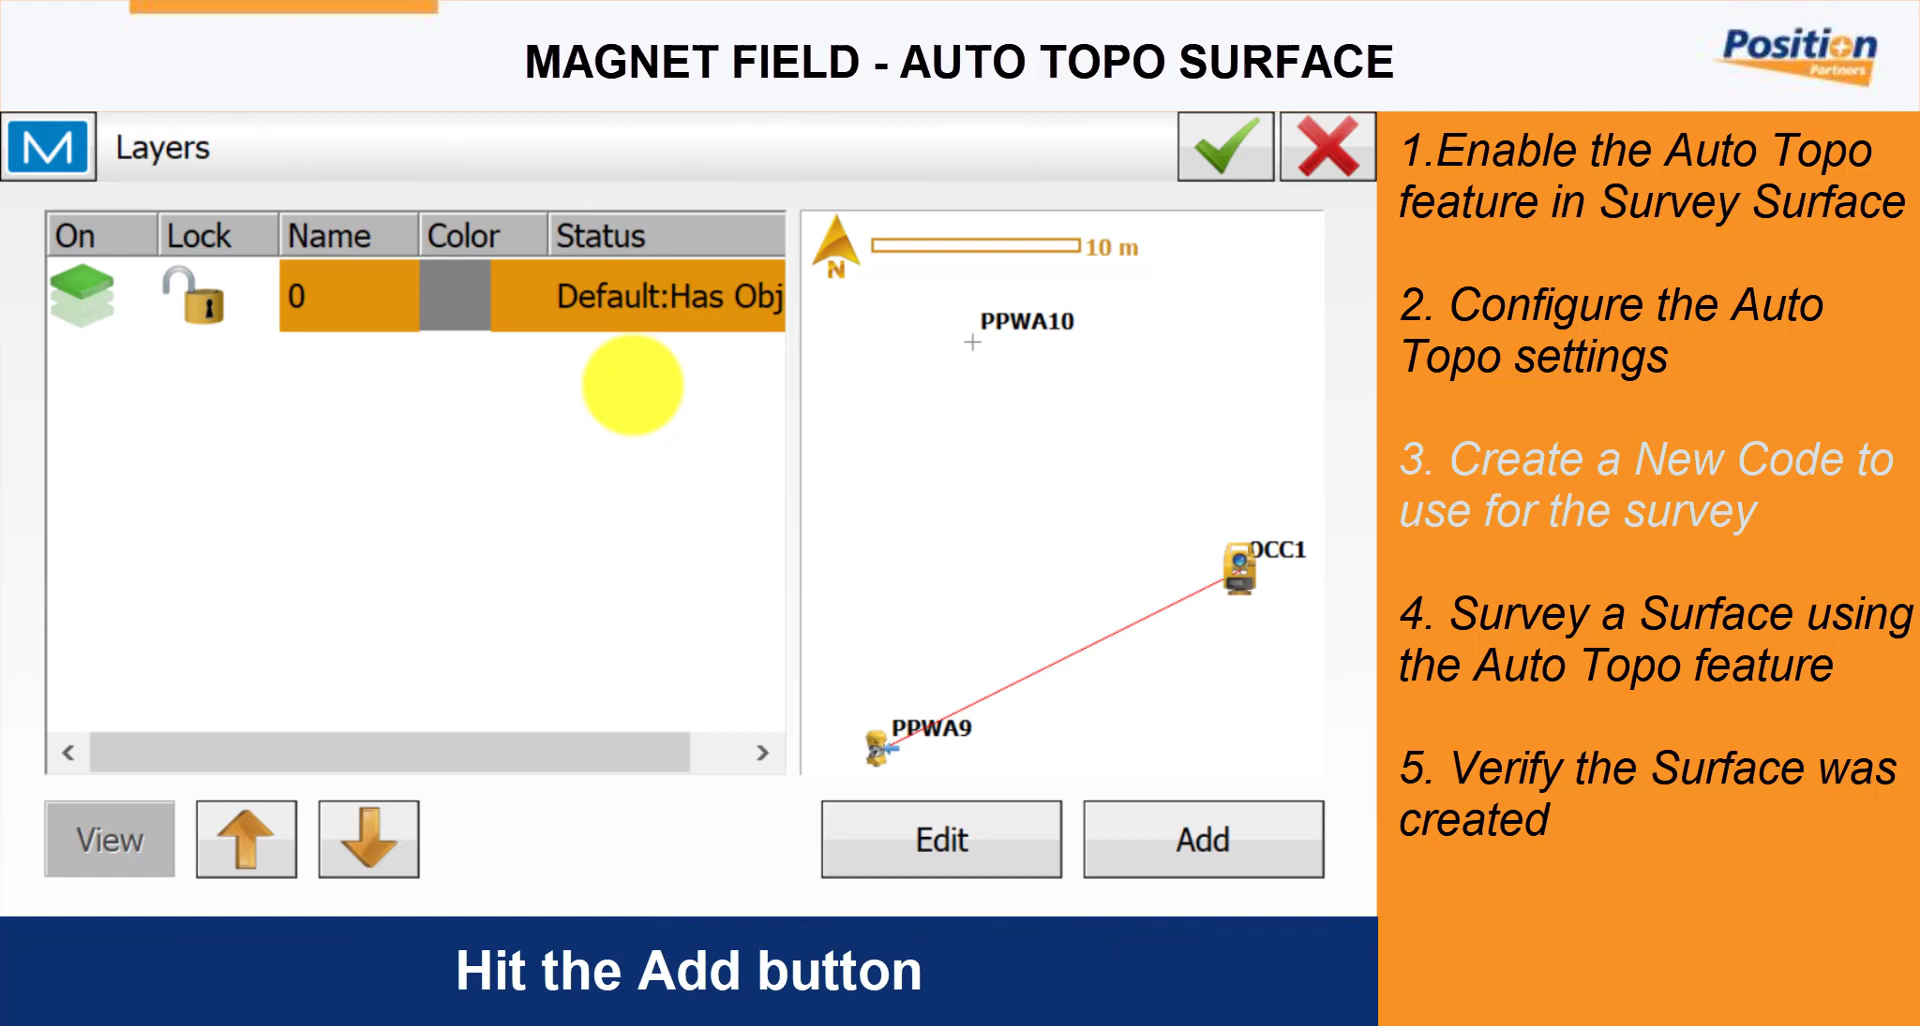 MAGNET FIELD - AUTO TOPO SURFACE
Position
Partners
Layers
On Lock Name Color Status
0 Default:Has Obj
N
10 m
PPWA10
OCC1
PPWA9
View
Edit
Add
Hit the Add button
1.Enable the Auto Topo
feature in Survey Surface
2. Configure the Auto
Topo settings
3. Create a New Code to
use for the survey
4. Survey a Surface using
the Auto Topo feature
5. Verify the Surface was
created